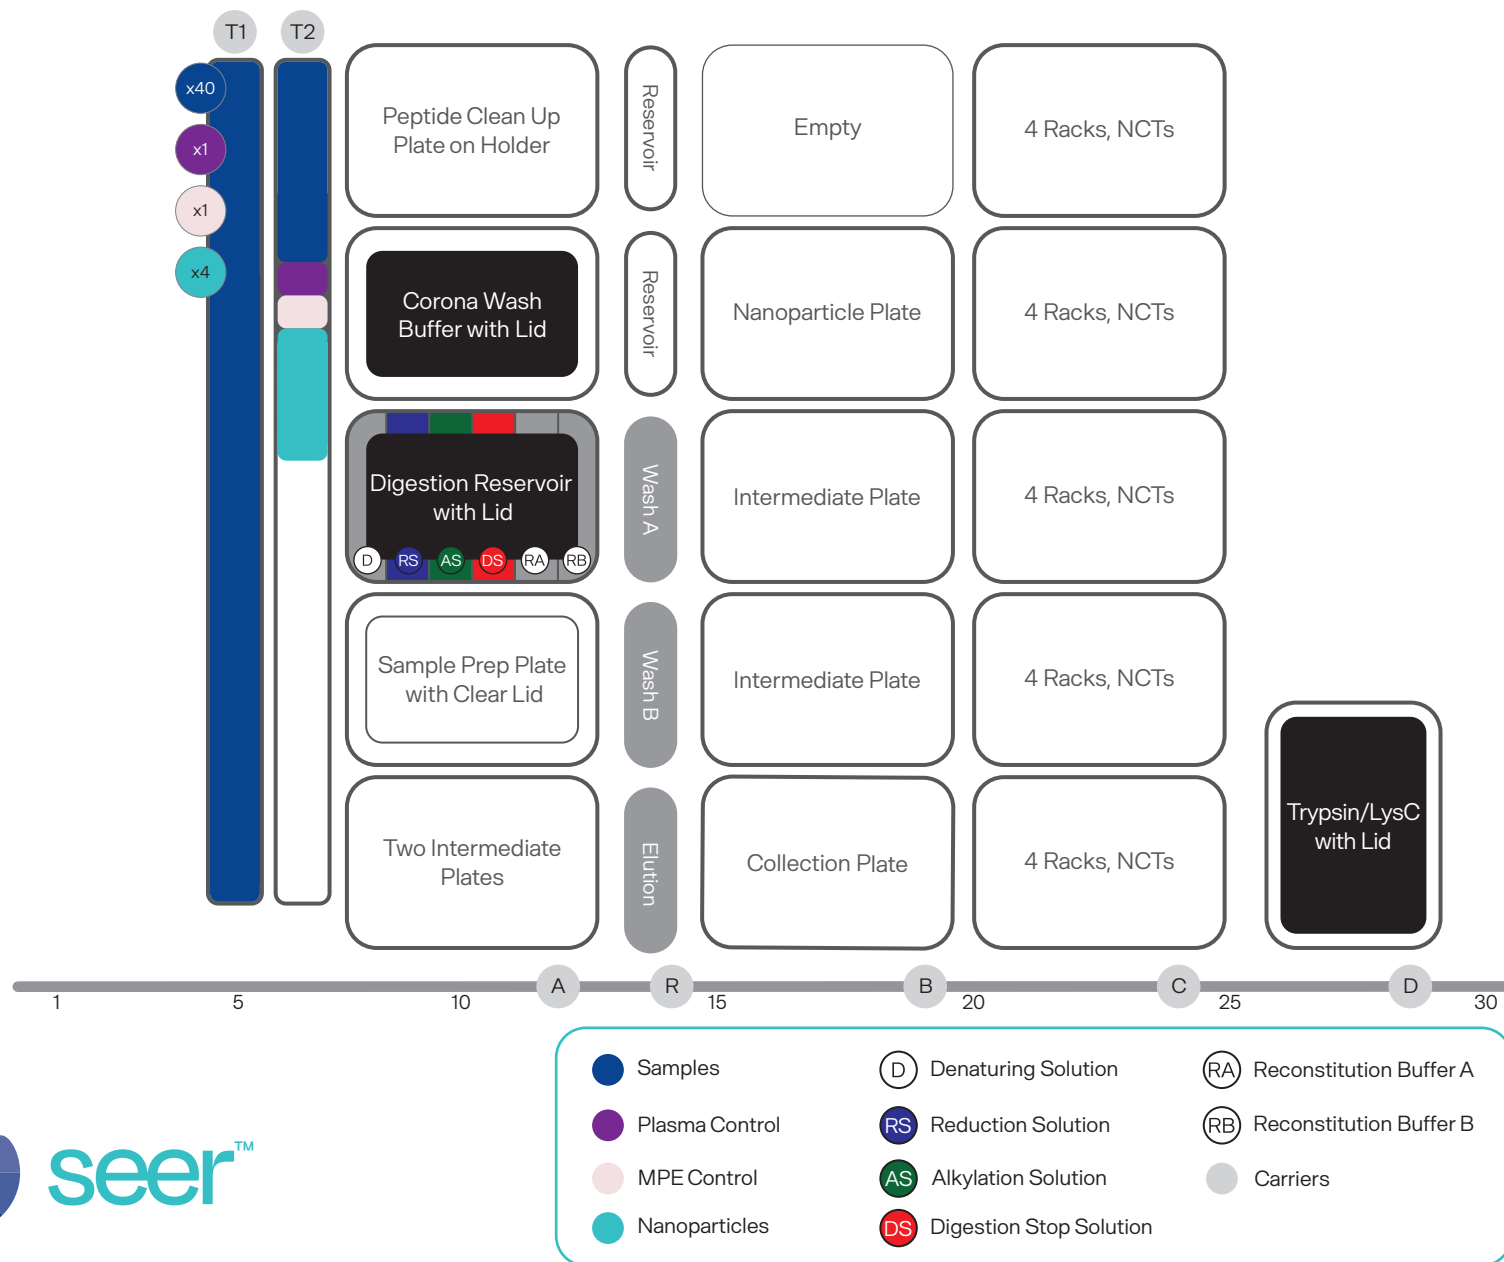 T1
T2
x40
x1
x1
x4
Peptide Clean Up
Plate on Holder
Reservoir
Empty
4 Racks, NCTs
Corona Wash
Buffer with Lid
Reservoir
Nanoparticle Plate
4 Racks, NCTs
Digestion Reservoir
with Lid
D
RS
AS
DS
RA
RB
Wash A
Intermediate Plate
4 Racks, NCTs
Sample Prep Plate
with Clear Lid
Wash B
Intermediate Plate
4 Racks, NCTs
Two Intermediate
Plates
Elution
Collection Plate
4 Racks, NCTs
Trypsin/LysC
with Lid
A
R
B
C
D
1
5
10
15
20
25
30
Samples
Plasma Control
MPE Control
Nanoparticles
D Denaturing Solution
RS Reduction Solution
AS Alkylation Solution
DS Digestion Stop Solution
RA Reconstitution Buffer A
RB Reconstitution Buffer B
Carriers
seer™